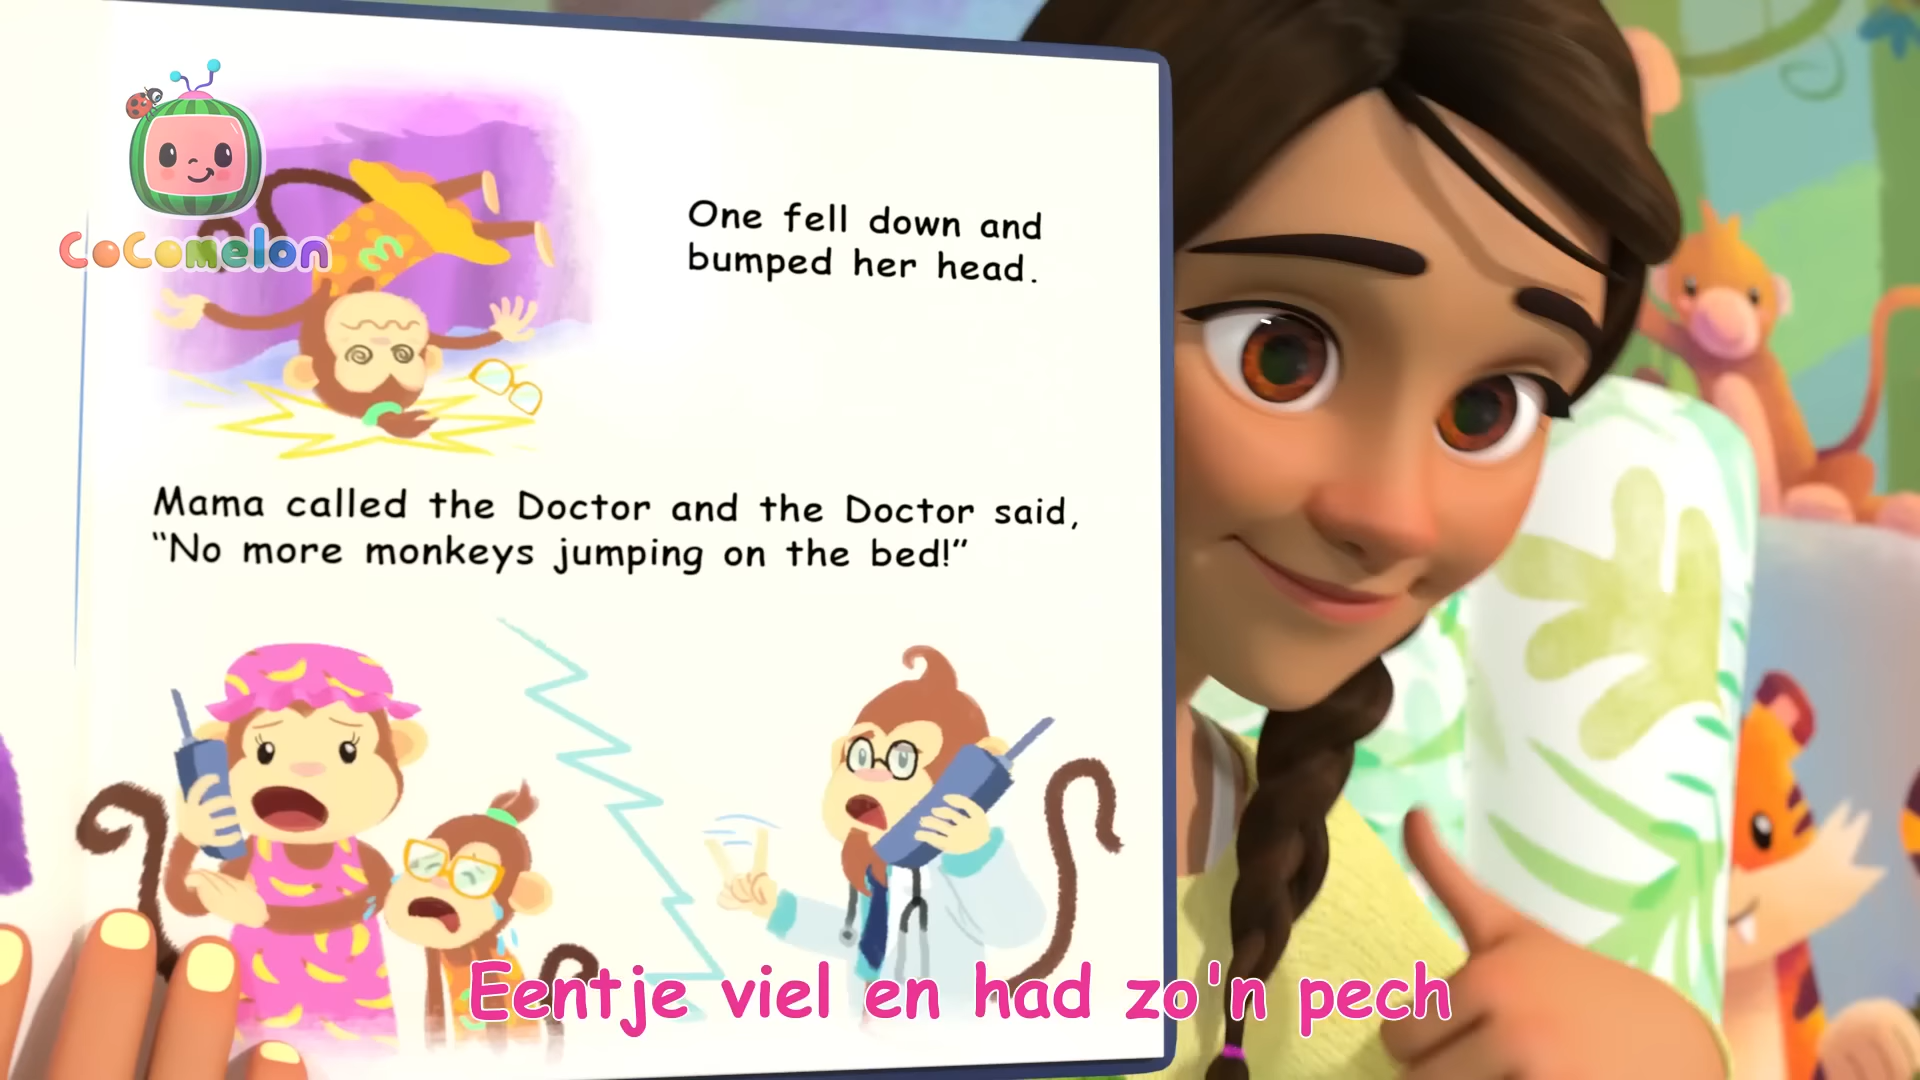 CoComelon
One fell down and
bumped her head.
Mama called the Doctor and the Doctor said,
“No more monkeys jumping on the bed!”
Eentje viel en had zo'n pech